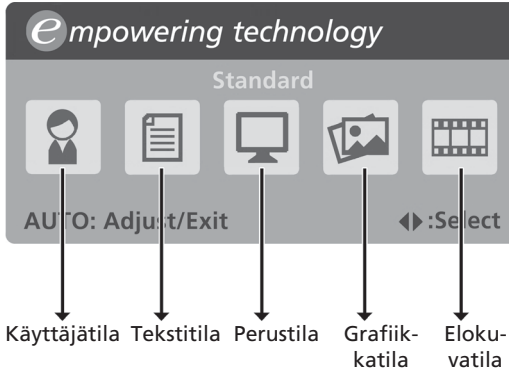 empowering technology
Standard
AUTO: Adjust/Exit :Select
Käyttäjätila Tekstitila Perustila Grafiik- Eloku-
katila vatila